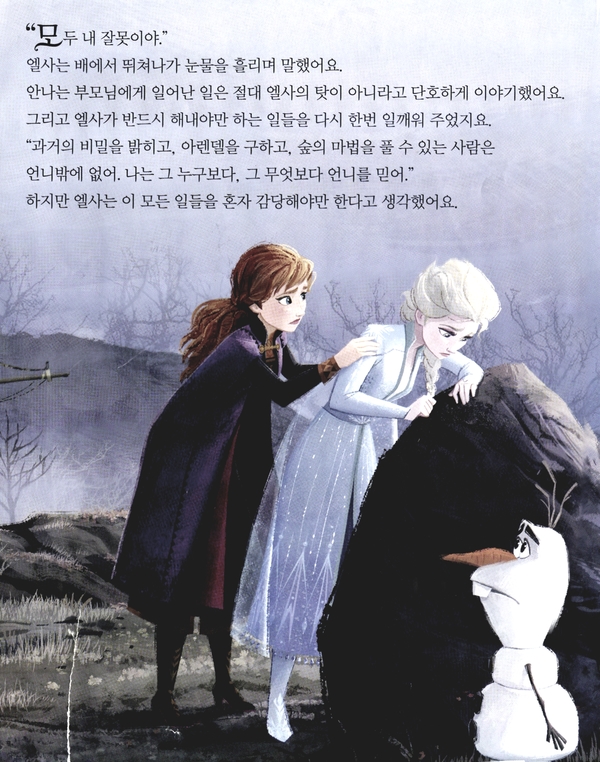 “모두 내 잘못이야.”
엘사는 배에서 뛰쳐나가 눈물을 흘리며 말했어요.
안나는 부모님에게 일어난 일은 절대 엘사의 탓이 아니라고 단호하게 이야기했어요.
그리고 엘사가 반드시 해내야만 하는 일들을 다시 한번 일깨워 주었지요.
“과거의 비밀을 밝히고, 아렌델을 구하고, 숲의 마법을 풀 수 있는 사람은
언니밖에 없어. 나는 그 누구보다, 그 무엇보다 언니를 믿어.”
하지만 엘사는 이 모든 일들을 혼자 감당해야만 한다고 생각했어요.